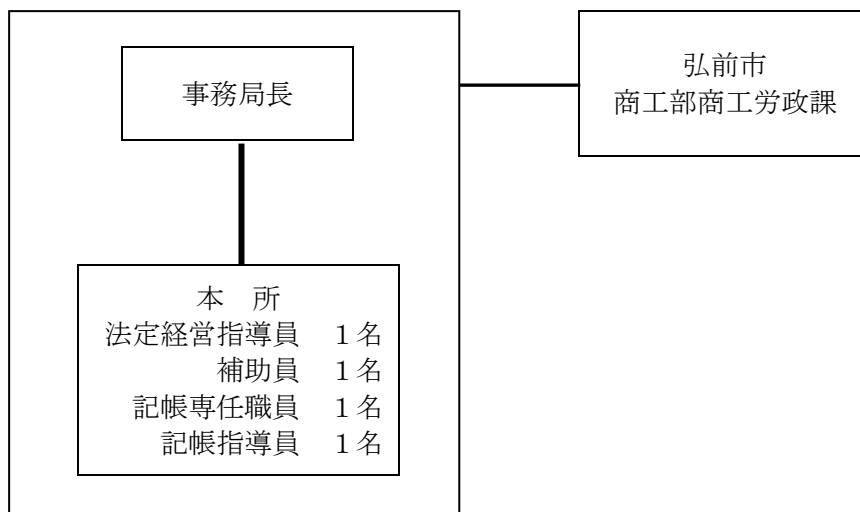 事務局長
弘前市
商工部商工労政課
本　所
法定経営指導員　１名
補助員　１名
記帳専任職員　１名
記帳指導員　１名